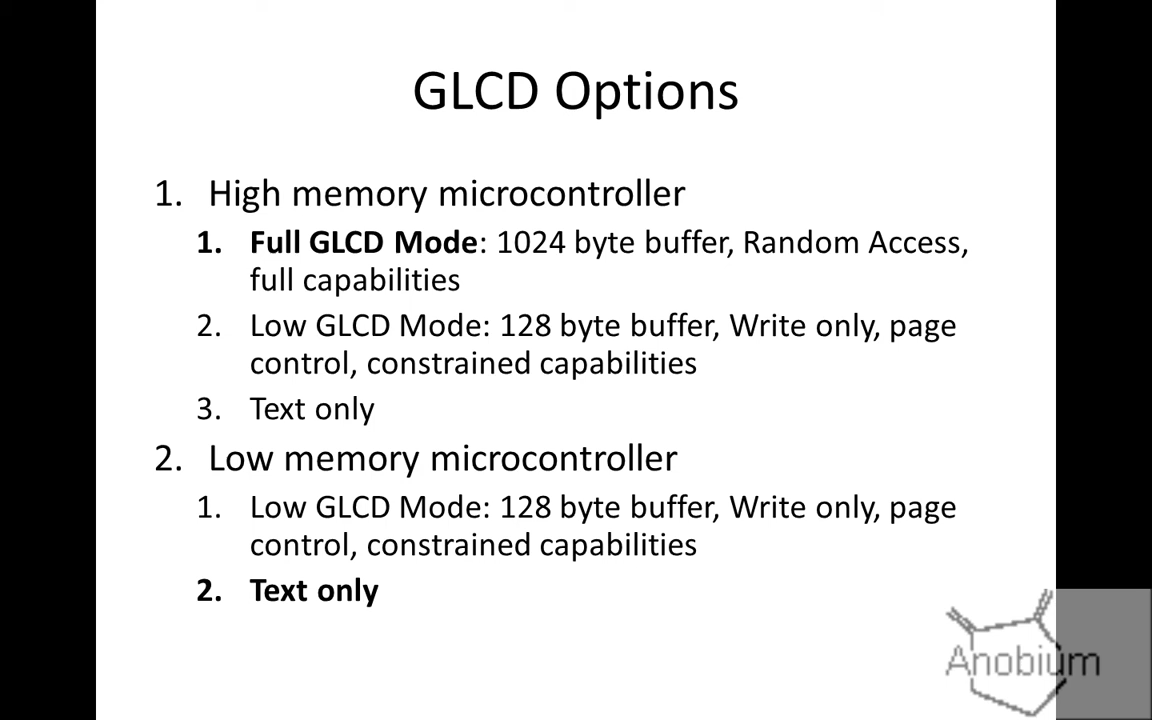 GLCD Options
1. High memory microcontroller
1. Full GLCD Mode: 1024 byte buffer, Random Access,
full capabilities
2. Low GLCD Mode: 128 byte buffer, Write only, page
control, constrained capabilities
3. Text only
2. Low memory microcontroller
1. Low GLCD Mode: 128 byte buffer, Write only, page
control, constrained capabilities
2. Text only
Anobium